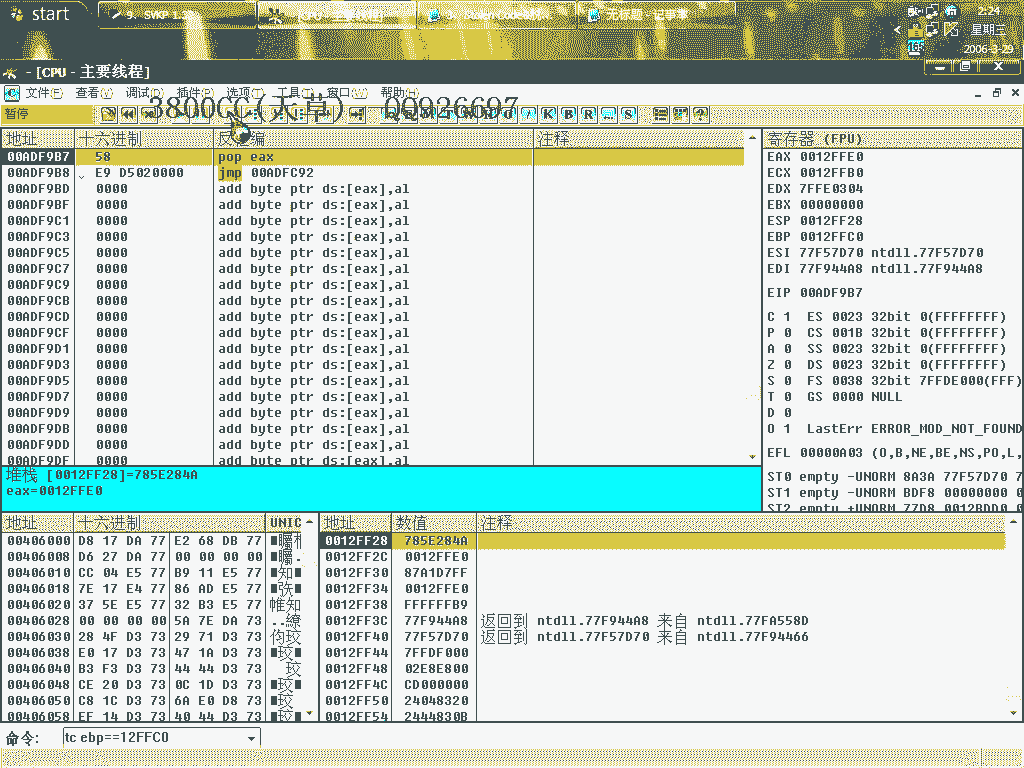 start
9. SWKP 1.32
2:24
星期三
2006-3-29
165
- [CPU - 主要线程]
文件(F) 查看(V) 调试(D) 插件(P) 选项(T) 工具(I) 窗口(W) 帮助(H)
3800CC(天草) QQ926697
暂停
K B R ... S
地址 十六进制 反汇编 注释
00ADF9B7 58 pop eax
00ADF9B8 E9 D5020000 jmp 00ADFC92
00ADF9BD 0000 add byte ptr ds:[eax],al
00ADF9BF 0000 add byte ptr ds:[eax],al
00ADF9C1 0000 add byte ptr ds:[eax],al
00ADF9C3 0000 add byte ptr ds:[eax],al
00ADF9C5 0000 add byte ptr ds:[eax],al
00ADF9C7 0000 add byte ptr ds:[eax],al
00ADF9C9 0000 add byte ptr ds:[eax],al
00ADF9CB 0000 add byte ptr ds:[eax],al
00ADF9CD 0000 add byte ptr ds:[eax],al
00ADF9CF 0000 add byte ptr ds:[eax],al
00ADF9D1 0000 add byte ptr ds:[eax],al
00ADF9D3 0000 add byte ptr ds:[eax],al
00ADF9D5 0000 add byte ptr ds:[eax],al
00ADF9D7 0000 add byte ptr ds:[eax],al
00ADF9D9 0000 add byte ptr ds:[eax],al
00ADF9DB 0000 add byte ptr ds:[eax],al
00ADF9DD 0000 add byte ptr ds:[eax],al
00ADF9DF 0000 add byte ptr ds:[eax],al
寄存器 (FPU)
EAX 0012FFE0
ECX 0012FFB0
EDX 7FFE0304
EBX 00000000
ESP 0012FF28
EBP 0012FFC0
ESI 77F57D70 ntdll.77F57D70
EDI 77F944A8 ntdll.77F944A8
EIP 00ADF9B7
C 1 ES 0023 32bit 0(FFFFFFFF)
P 0 CS 001B 32bit 0(FFFFFFFF)
A 0 SS 0023 32bit 0(FFFFFFFF)
Z 0 DS 0023 32bit 0(FFFFFFFF)
S 0 FS 0038 32bit 7FFDE000(FFF)
T 0 GS 0000 NULL
D 0
O 1 LastErr ERROR_MOD_NOT_FOUND
EFL 00000A03 (O,B,NE,BE,NS,PO,L,
ST0 empty -UNORM 8A3A 77F57D70 7
ST1 empty -UNORM BDF8 00000000 0
ST2 empty +UNORM 77D8 0012BDD0 0
堆栈 [0012FF28]=785E284A
eax=0012FFE0
地址 十六进制 UNIC
00406000 D8 17 DA 77 E2 68 DB 77
00406008 D6 27 DA 77 00 00 00 00
00406010 CC 04 E5 77 B9 11 E5 77
00406018 7E 17 E4 77 86 AD E5 77
00406020 37 5E E5 77 32 B3 E5 77
00406028 00 00 00 00 5A 7E DA 73
00406030 28 4F D3 73 29 71 D3 73
00406038 E0 17 D3 73 47 1A D3 73
00406040 B3 F3 D3 73 44 44 D3 73
00406048 CE 20 D3 73 0C 1D D3 73
00406050 C8 1C D3 73 6A E0 D8 73
00406058 EF 14 D3 73 40 44 D3 73
地址 数值 注释
0012FF28 785E284A
0012FF2C 0012FFE0
0012FF30 87A1D7FF
0012FF34 0012FFE0
0012FF38 FFFFFFB9
0012FF3C 77F944A8 返回到 ntdll.77F944A8 来自 ntdll.77FA558D
0012FF40 77F57D70 返回到 ntdll.77F57D70 来自 ntdll.77F94466
0012FF44 7FFDF000
0012FF48 02E8E800
0012FF4C CD000000
0012FF50 24048320
0012FF54 2444830B
命令: tc ebp==12FFC0